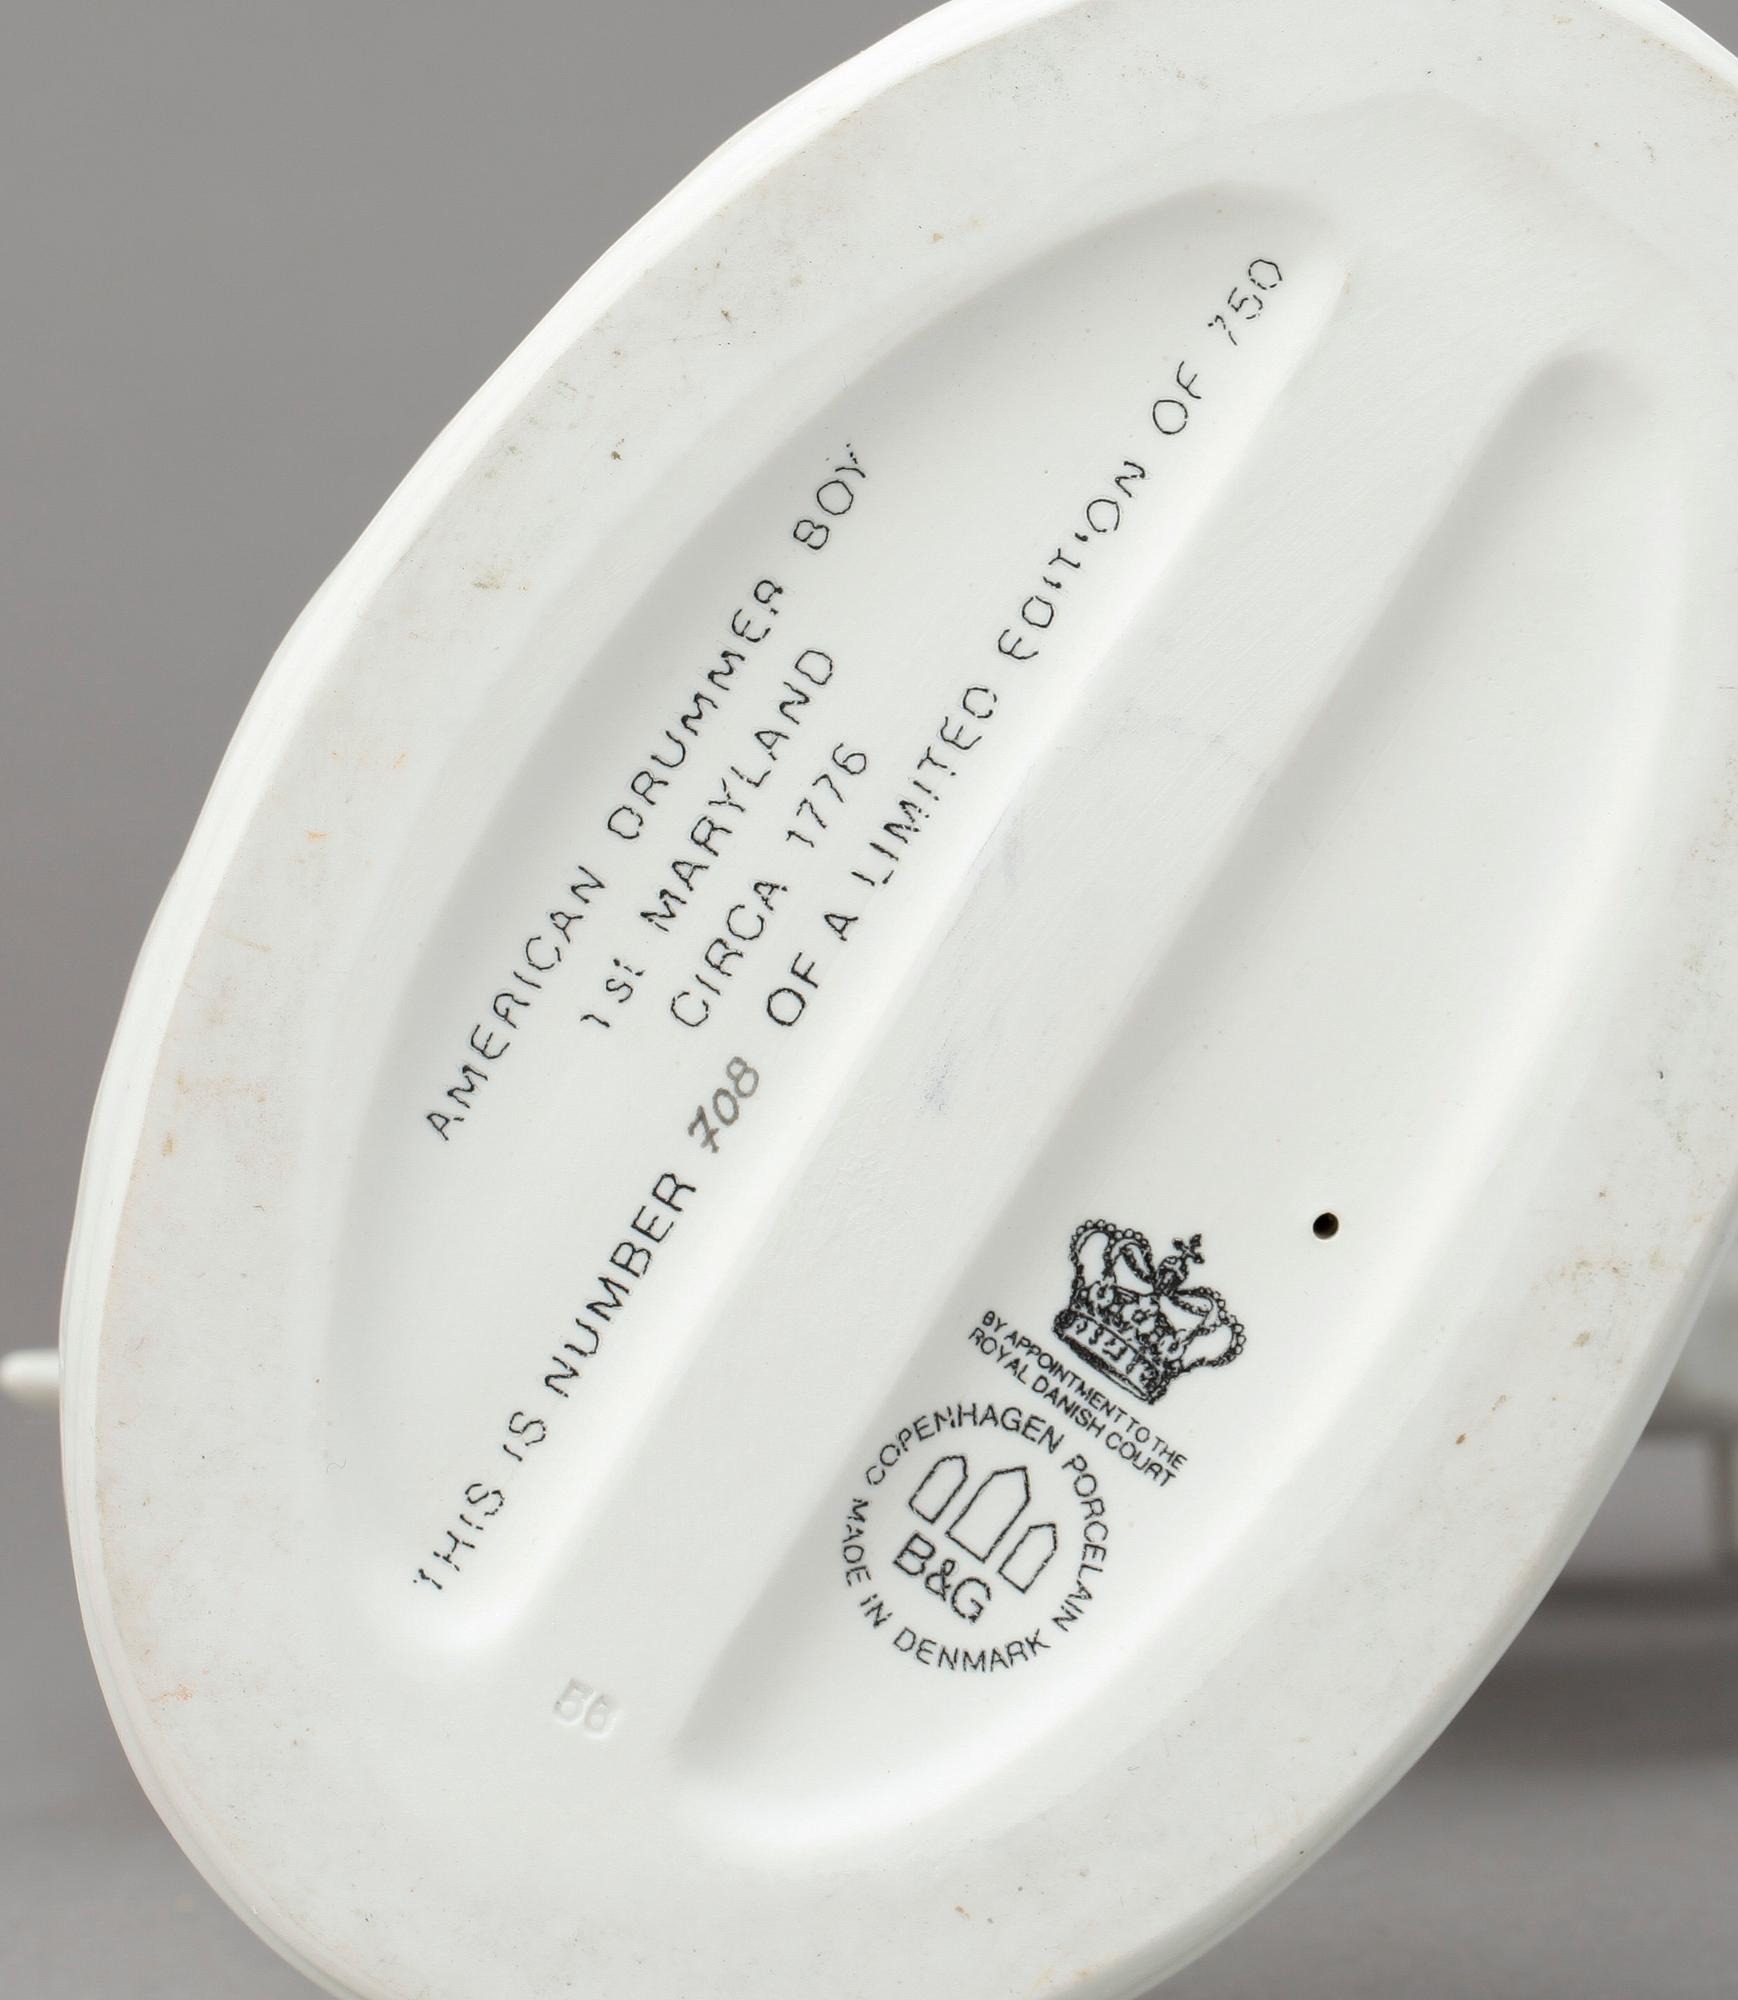 AMERICAN DRUMMER BOY
1st MARYLAND
CIRCA 1776
THIS IS NUMBER 708 OF A LIMITED EDITION OF 750
BY APPOINTMENT TO THE
ROYAL DANISH COURT
COPENHAGEN PORCELAIN
B&G
MADE IN DENMARK